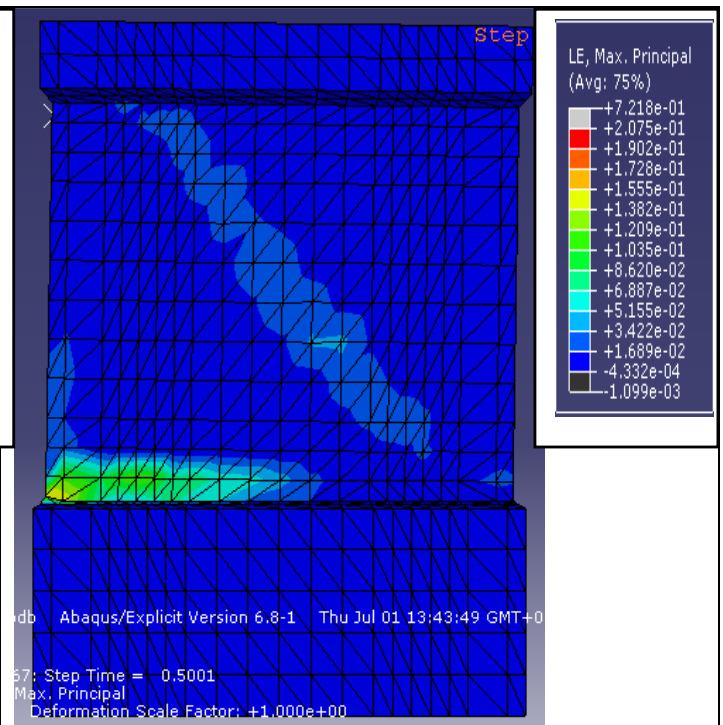 Step
LE, Max. Principal
(Avg: 75%)
+7.218e-01
+2.075e-01
+1.902e-01
+1.728e-01
+1.555e-01
+1.382e-01
+1.209e-01
+1.035e-01
+8.620e-02
+6.887e-02
+5.155e-02
+3.422e-02
+1.689e-02
-4.332e-04
-1.099e-03
db Abaqus/Explicit Version 6.8-1 Thu Jul 01 13:43:49 GMT+0
67: Step Time = 0.5001
Max. Principal
Deformation Scale Factor: +1.000e+00